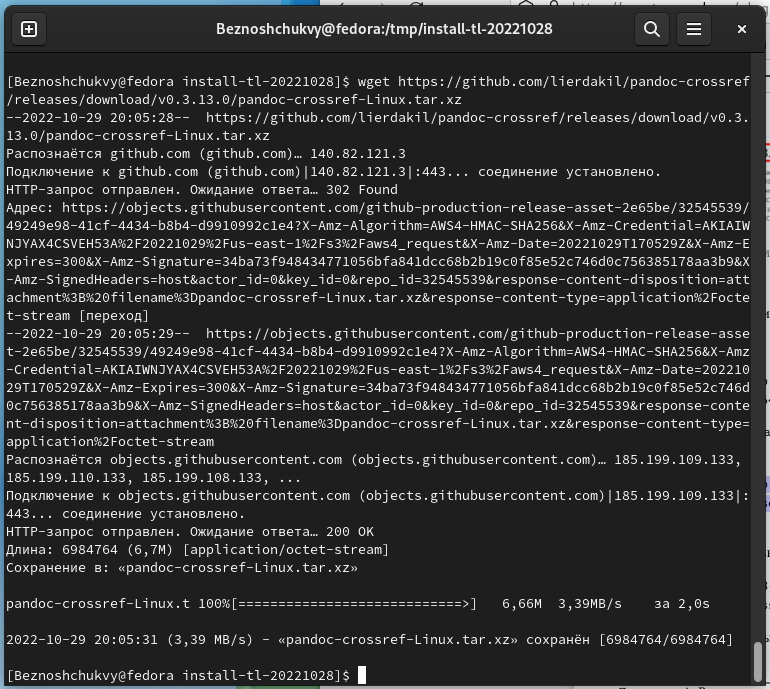 Beznoshchukvy@fedora:/tmp/install-tl-20221028
[Beznoshchukvy@fedora install-tl-20221028]$ wget https://github.com/lierdakil/pandoc-crossref
/releases/download/v0.3.13.0/pandoc-crossref-Linux.tar.xz
--2022-10-29 20:05:28--  https://github.com/lierdakil/pandoc-crossref/releases/download/v0.3.
13.0/pandoc-crossref-Linux.tar.xz
Распознаётся github.com (github.com)… 140.82.121.3
Подключение к github.com (github.com)|140.82.121.3|:443... соединение установлено.
HTTP-запрос отправлен. Ожидание ответа… 302 Found
Адрес: https://objects.githubusercontent.com/github-production-release-asset-2e65be/32545539/
49249e98-41cf-4434-b8b4-d9910992c1e4?X-Amz-Algorithm=AWS4-HMAC-SHA256&X-Amz-Credential=AKIAIW
NJYAX4CSVEH53A%2F20221029%2Fus-east-1%2Fs3%2Faws4_request&X-Amz-Date=20221029T170529Z&X-Amz-E
xpires=300&X-Amz-Signature=34ba73f948434771056bfa841dcc68b2b19c0f85e52c746d0c756385178aa3b9&X
-Amz-SignedHeaders=host&actor_id=0&key_id=0&repo_id=32545539&response-content-disposition=att
achment%3B%20filename%3Dpandoc-crossref-Linux.tar.xz&response-content-type=application%2Focte
t-stream [переход]
--2022-10-29 20:05:29--  https://objects.githubusercontent.com/github-production-release-asse
t-2e65be/32545539/49249e98-41cf-4434-b8b4-d9910992c1e4?X-Amz-Algorithm=AWS4-HMAC-SHA256&X-Amz
-Credential=AKIAIWNJYAX4CSVEH53A%2F20221029%2Fus-east-1%2Fs3%2Faws4_request&X-Amz-Date=202210
29T170529Z&X-Amz-Expires=300&X-Amz-Signature=34ba73f948434771056bfa841dcc68b2b19c0f85e52c746d
0c756385178aa3b9&X-Amz-SignedHeaders=host&actor_id=0&key_id=0&repo_id=32545539&response-conte
nt-disposition=attachment%3B%20filename%3Dpandoc-crossref-Linux.tar.xz&response-content-type=
application%2Foctet-stream
Распознаётся objects.githubusercontent.com (objects.githubusercontent.com)… 185.199.109.133,
185.199.110.133, 185.199.108.133, ...
Подключение к objects.githubusercontent.com (objects.githubusercontent.com)|185.199.109.133|:
443... соединение установлено.
HTTP-запрос отправлен. Ожидание ответа… 200 OK
Длина: 6984764 (6,7M) [application/octet-stream]
Сохранение в: «pandoc-crossref-Linux.tar.xz»
pandoc-crossref-Linux.t 100%[============================>]   6,66M  3,39MB/s    за 2,0s
2022-10-29 20:05:31 (3,39 MB/s) - «pandoc-crossref-Linux.tar.xz» сохранён [6984764/6984764]
[Beznoshchukvy@fedora install-tl-20221028]$